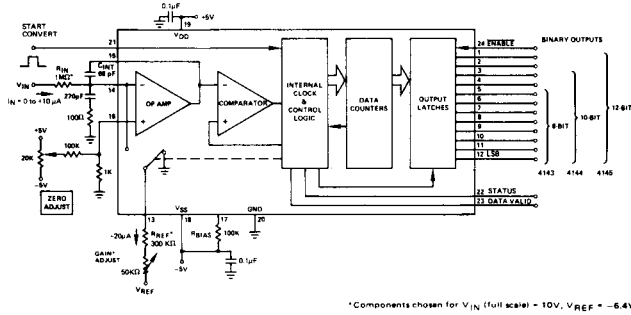 0.1μF
+5V
START
CONVERT
21
19
VDD
24 ENABLE
BINARY OUTPUTS
15
RIN
1MΩ*
CINT
68 pF
VIN
14
IN = 0 to +10 μA
270pF
100Ω
16
OP AMP
COMPARATOR
INTERNAL
CLOCK &
CONTROL
LOGIC
DATA
COUNTERS
OUTPUT
LATCHES
1
2
3
4
5
6
7
8
9
10
11
12 LSB
8-BIT
10-BIT
12-BIT
4143
4144
4145
+5V
20K
100K
-5V
1K
ZERO
ADJUST
22 STATUS
23 DATA VALID
VSS
GND
13
18
17
20
~20μA
RREF*
300 KΩ
RBIAS
100K
GAIN*
ADJUST
-5V
0.1μF
50KΩ
VREF
*Components chosen for VIN (full scale) = 10V, VREF = -6.4V